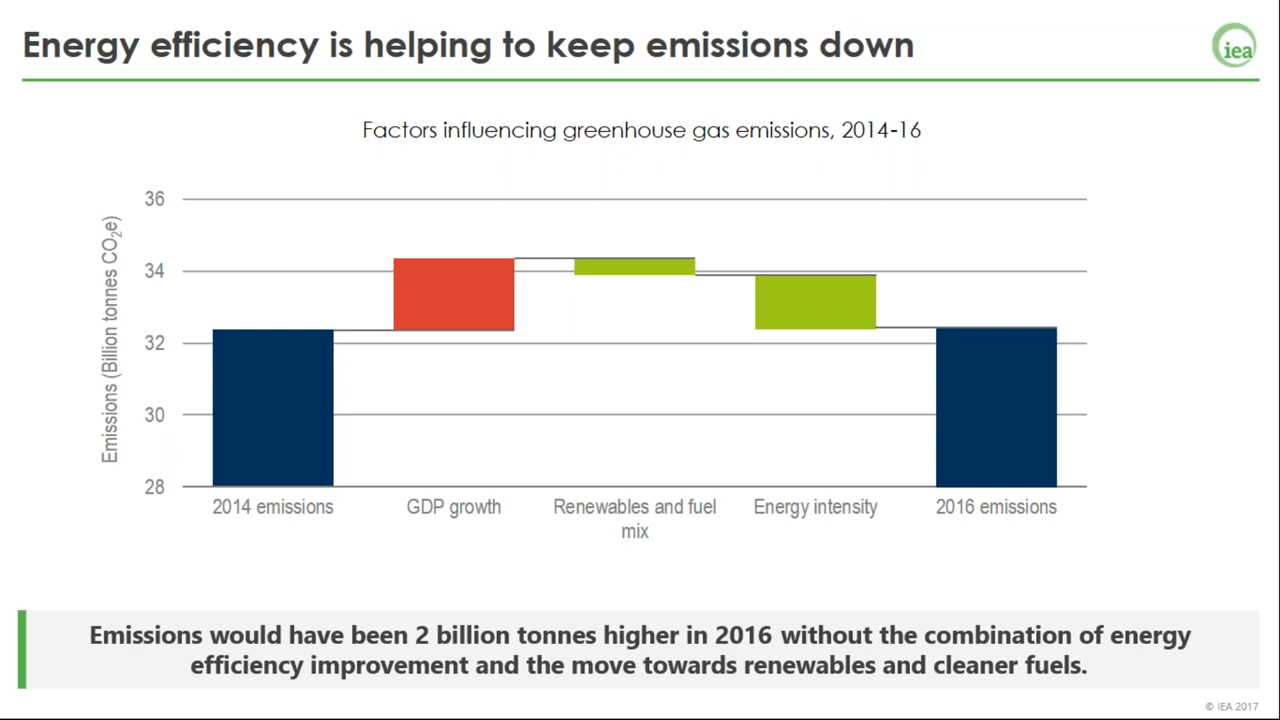 Energy efficiency is helping to keep emissions down
iea
Factors influencing greenhouse gas emissions, 2014-16
Emissions (Billion tonnes CO₂e)
36
34
32
30
28
2014 emissions
GDP growth
Renewables and fuel
mix
Energy intensity
2016 emissions
Emissions would have been 2 billion tonnes higher in 2016 without the combination of energy
efficiency improvement and the move towards renewables and cleaner fuels.
© IEA 2017